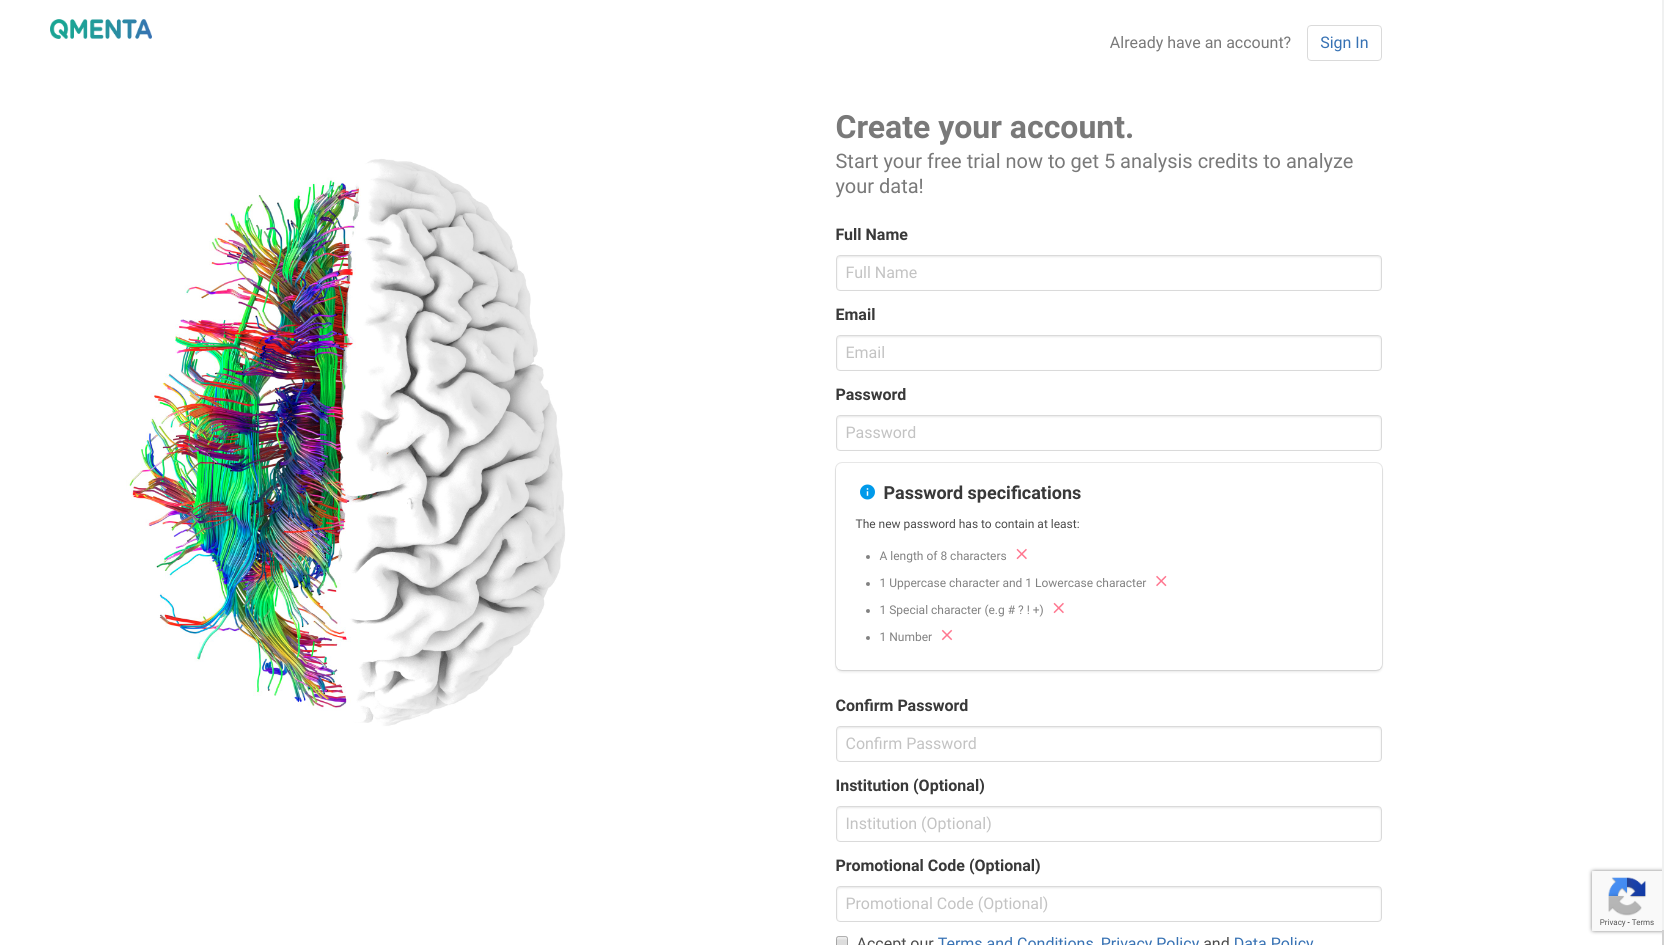 QMENTA
Already have an account? Sign In
Create your account.
Start your free trial now to get 5 analysis credits to analyze
your data!
Full Name
Full Name
Email
Email
Password
Password
Password specifications
The new password has to contain at least:
A length of 8 characters
1 Uppercase character and 1 Lowercase character
1 Special character (e.g # ? ! +)
1 Number
Confirm Password
Confirm Password
Institution (Optional)
Institution (Optional)
Promotional Code (Optional)
Promotional Code (Optional)
Accept our Terms and Conditions, Privacy Policy and Data Policy
Privacy - Terms